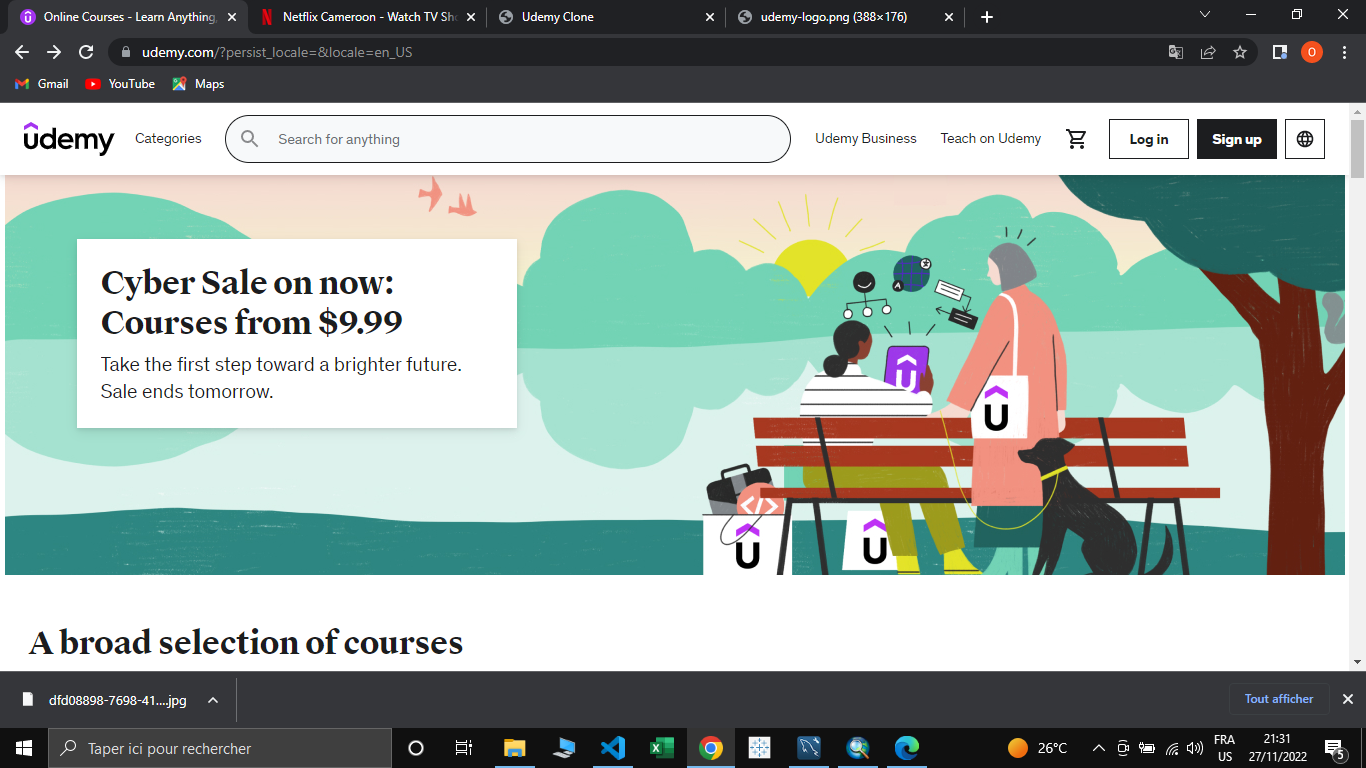 Online Courses - Learn Anything,
Netflix Cameroon - Watch TV Sho
Udemy Clone
udemy-logo.png (388×176)
udemy.com/?persist_locale=&locale=en_US
O
Gmail
YouTube
Maps
udemy
Categories
Search for anything
Udemy Business
Teach on Udemy
Log in
Sign up
Cyber Sale on now:
Courses from $9.99
Take the first step toward a brighter future.
Sale ends tomorrow.
A broad selection of courses
dfd08898-7698-41....jpg
Tout afficher
Taper ici pour rechercher
26°C
FRA
US
21:31
27/11/2022
5